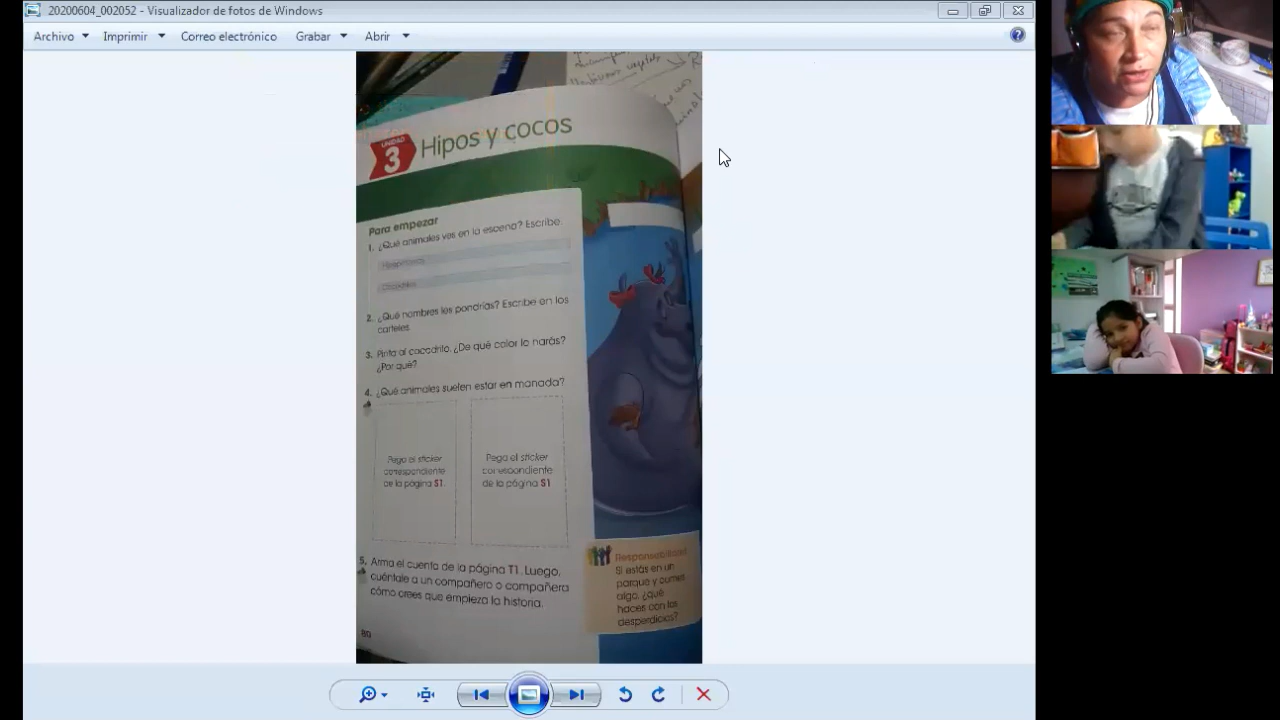 20200604_002052 - Visualizador de fotos de Windows
Archivo Imprimir Correo electrónico Grabar Abrir
UNIDAD
3
Hipos y cocos
Para empezar
1. ¿Qué animales ves en la escena? Escribe.
2. ¿Qué nombres les pondrías? Escribe en los
carteles.
3. Pinta al cocodrilo. ¿De qué color lo harás?
¿Por qué?
4. ¿Qué animales suelen estar en manada?
Pega el sticker
correspondiente
de la página S1.
Pega el sticker
correspondiente
de la página S1
5. Arma el cuento de la página T1. Luego,
cuéntale a un compañero o compañera
cómo crees que empieza la historia.
80
Responsabilidad
Si estás en un
parque y comes
algo, ¿qué
haces con los
desperdicios?